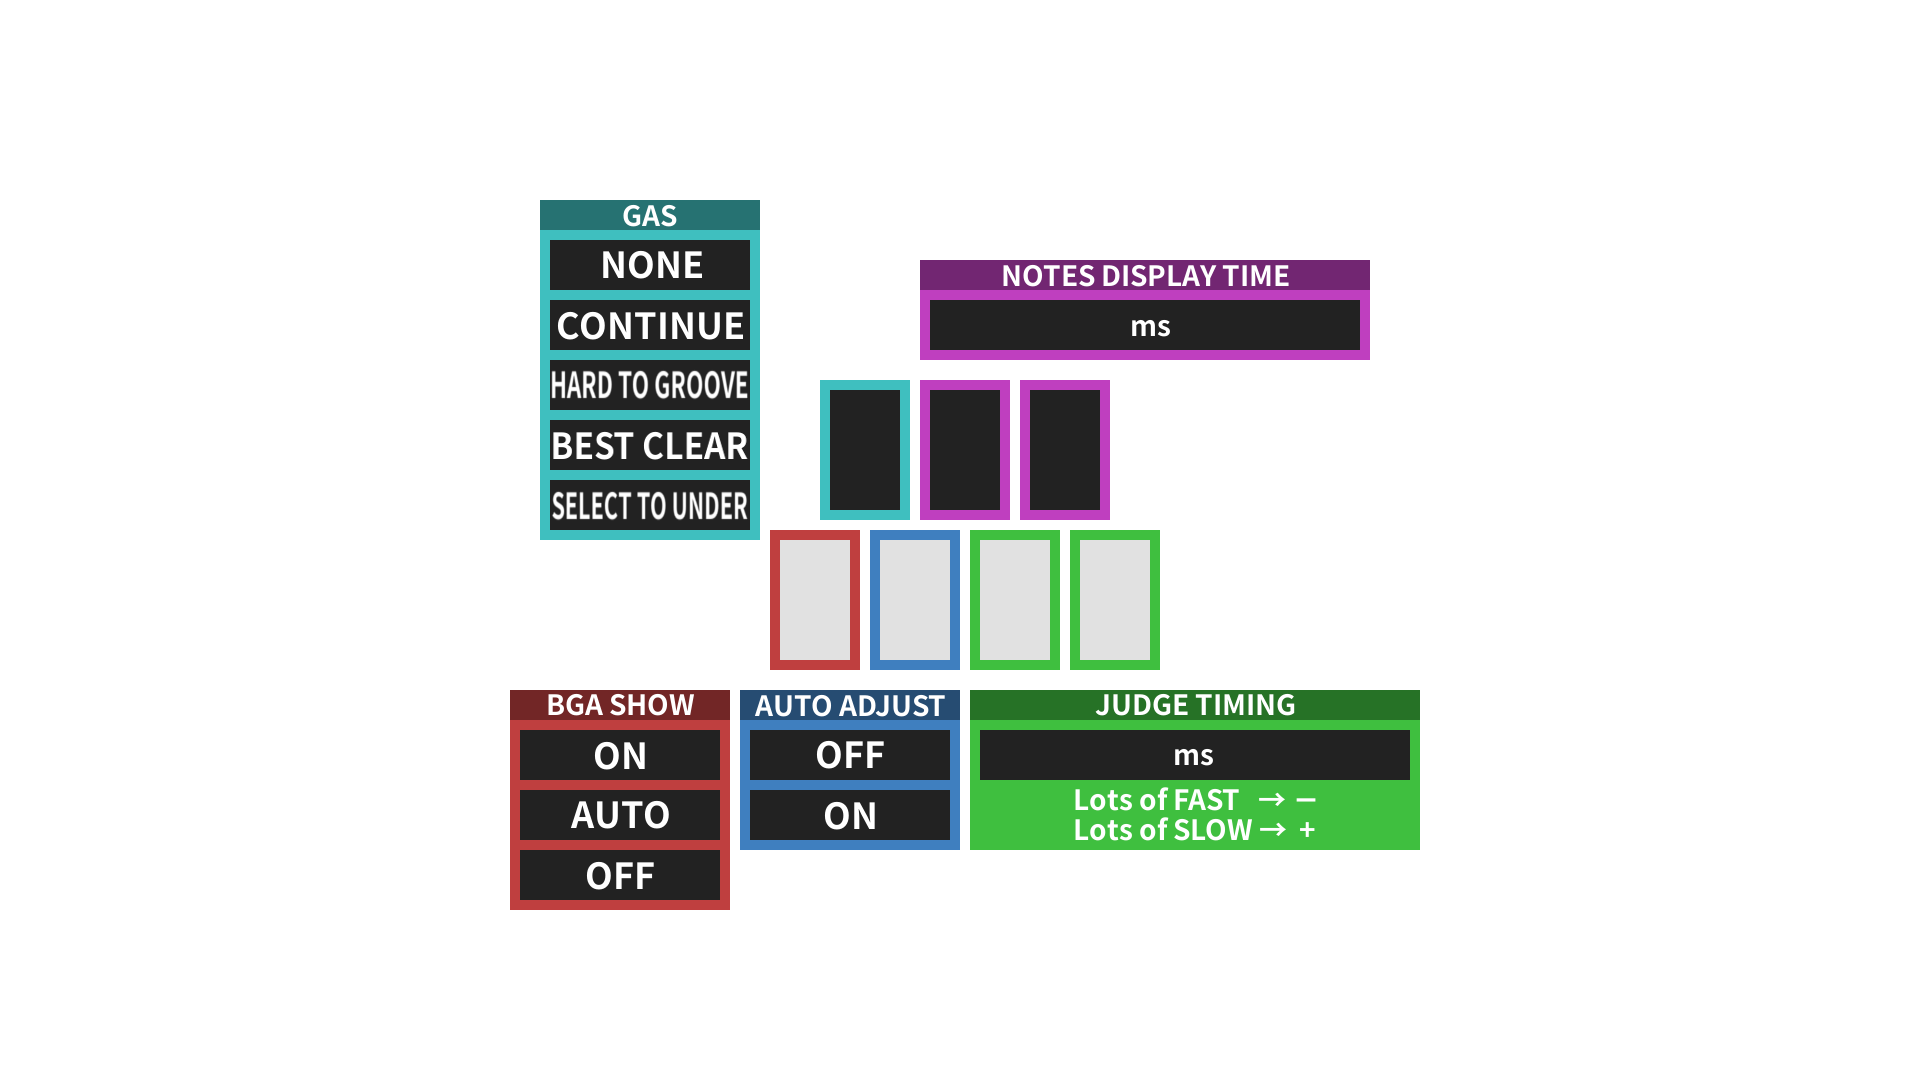 GAS
NONE
CONTINUE
HARD TO GROOVE
BEST CLEAR
SELECT TO UNDER
NOTES DISPLAY TIME
ms
BGA SHOW
ON
AUTO
OFF
AUTO ADJUST
OFF
ON
JUDGE TIMING
ms
Lots of FAST → −
Lots of SLOW → +